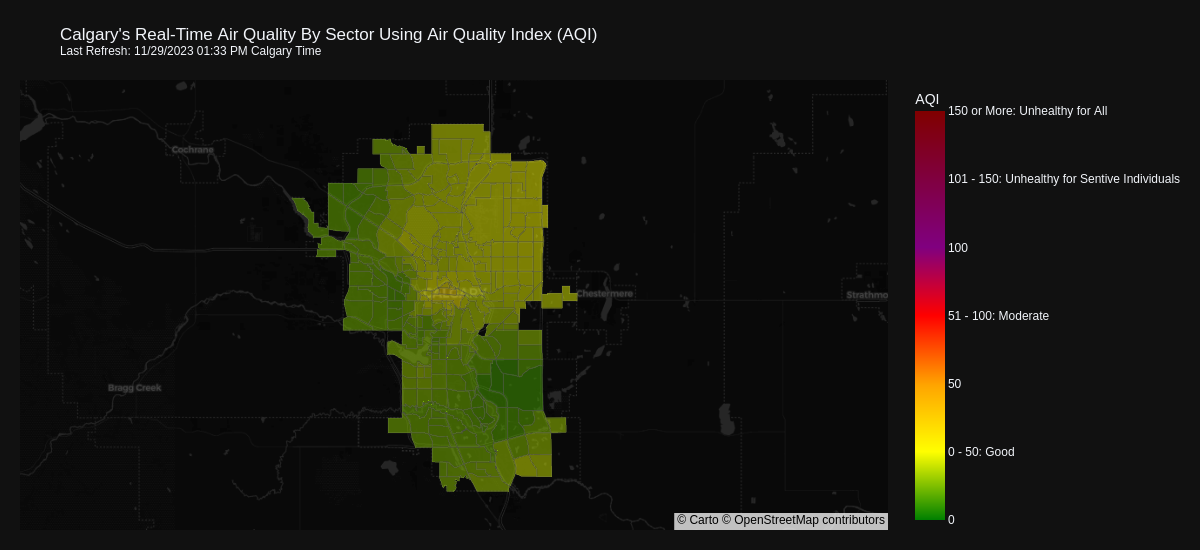 Calgary's Real-Time Air Quality By Sector Using Air Quality Index (AQI)
Last Refresh: 11/29/2023 01:33 PM Calgary Time
AQI
150 or More: Unhealthy for All
101 - 150: Unhealthy for Sentive Individuals
100
51 - 100: Moderate
50
0 - 50: Good
0
Cochrane
Chestermere
Strathmo
Bragg Creek
© Carto © OpenStreetMap contributors